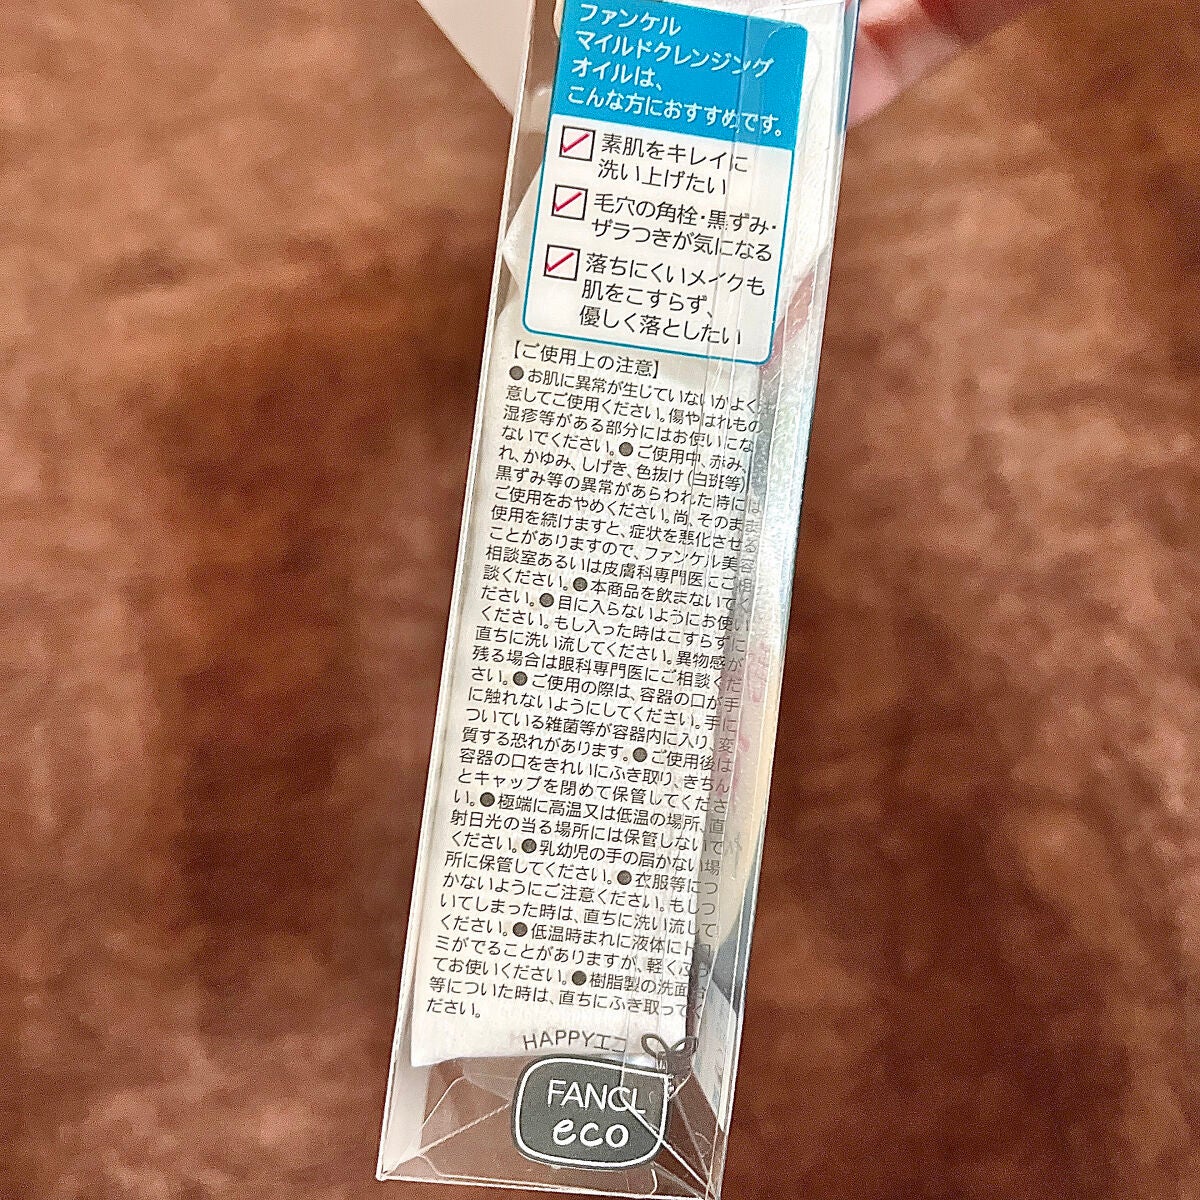 ファンケル
マイルドクレンジング
オイルは、
こんな方におすすめです。
素肌をキレイに
洗い上げたい
毛穴の角栓・黒ずみ・
ザラつきが気になる
落ちにくいメイクも
肌をこすらず、
優しく落としたい
【ご使用上の注意】
●お肌に異常が生じていないかよく注
意してご使用ください。傷やはれもの、
湿疹等がある部分にはお使いになら
ないでください。●ご使用中、赤み、は
れ、かゆみ、しげき、色抜け(白斑等)や
黒ずみ等の異常があらわれた時には
ご使用をおやめください。尚、そのまま
使用を続けますと、症状を悪化させる
ことがありますので、ファンケル美容
相談室あるいは皮膚科専門医にご相
談ください。●本商品を飲まないでく
ださい。●目に入らないようにお使い
ください。もし入った時はこすらずに
直ちに洗い流してください。異物感が
残る場合は眼科専門医にご相談くだ
さい。●ご使用の際は、容器の口が手
に触れないようにしてください。手に
ついている雑菌等が容器内に入り、変
質する恐れがあります。●ご使用後は
容器の口をきれいにふき取り、きちん
とキャップを閉めて保管してくださ
い。●極端に高温又は低温の場所、直
射日光の当る場所には保管しないで
ください。●乳幼児の手の届かない場
所に保管してください。●衣服等につ
かないようにご注意ください。もしつ
いてしまった時は、直ちに洗い流して
ください。●低温時まれに液体にトロ
ミがでることがありますが、軽くふっ
てお使いください。●樹脂製の洗面台
等についた時は、直ちにふき取ってく
ださい。
HAPPYエコ
FANCL
eco